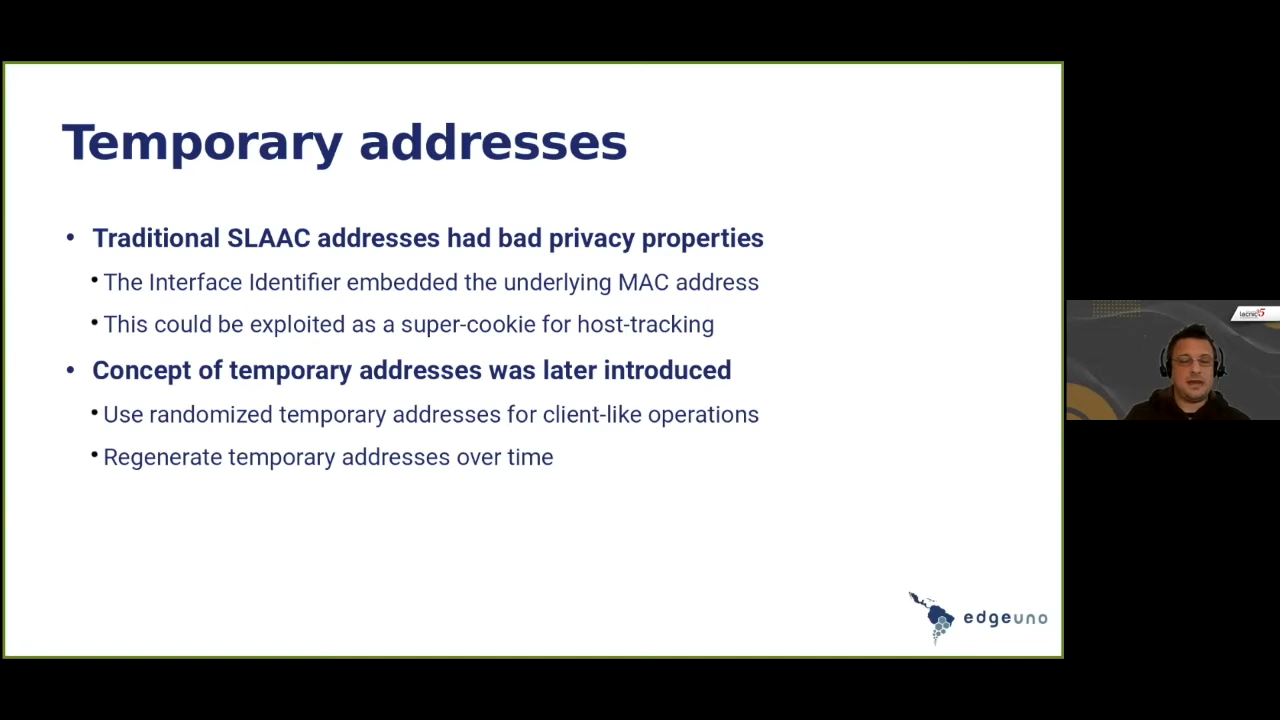 Temporary addresses
• Traditional SLAAC addresses had bad privacy properties
• The Interface Identifier embedded the underlying MAC address
• This could be exploited as a super-cookie for host-tracking
• Concept of temporary addresses was later introduced
• Use randomized temporary addresses for client-like operations
• Regenerate temporary addresses over time
edgeuno